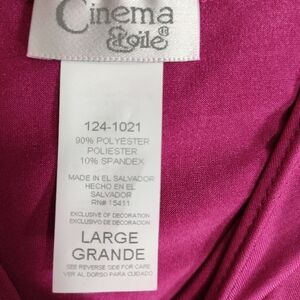 Cinema
Etoile®
124-1021
90% POLYESTER
POLIESTER
10% SPANDEX
MADE IN EL SALVADOR
HECHO EN EL
SALVADOR
RN# 15411
EXCLUSIVE OF DECORATION
EXCLUSIVO DE DECORACION
LARGE
GRANDE
SEE REVERSE SIDE FOR CARE
VER AL DORSO PARA CUIDADO